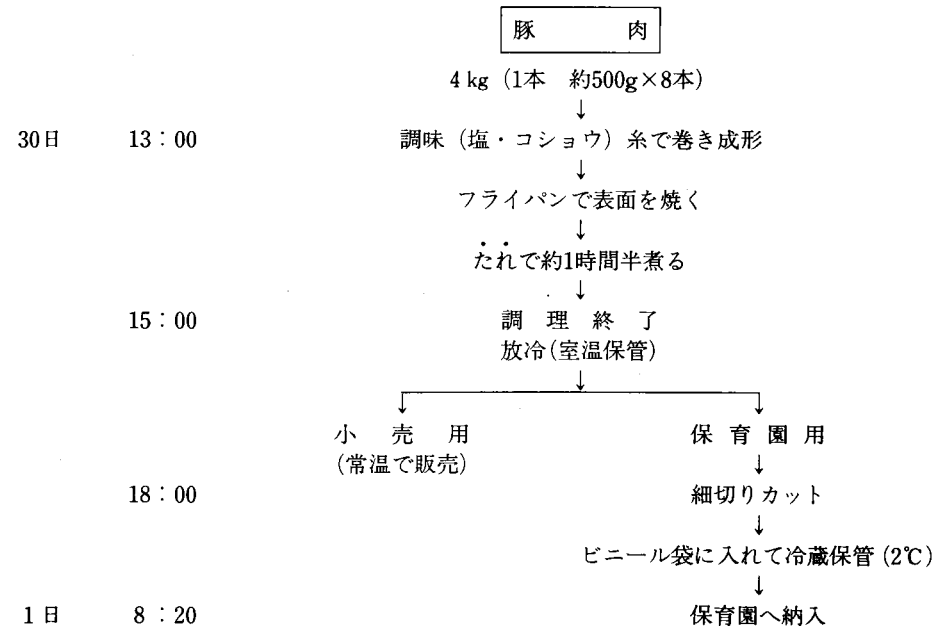 豚 肉
4 kg (1本 約500g×8本)
↓
30日 13：00 調味（塩・コショウ）糸で巻き成形
↓
フライパンで表面を焼く
↓
たれで約1時間半煮る
↓
15：00 調 理 終 了
放冷(室温保管)
↓
小 売 用 保 育 園 用
(常温で販売) ↓
18：00 細切りカット
↓
ビニール袋に入れて冷蔵保管 (2℃)
↓
1日 8：20 保育園へ納入